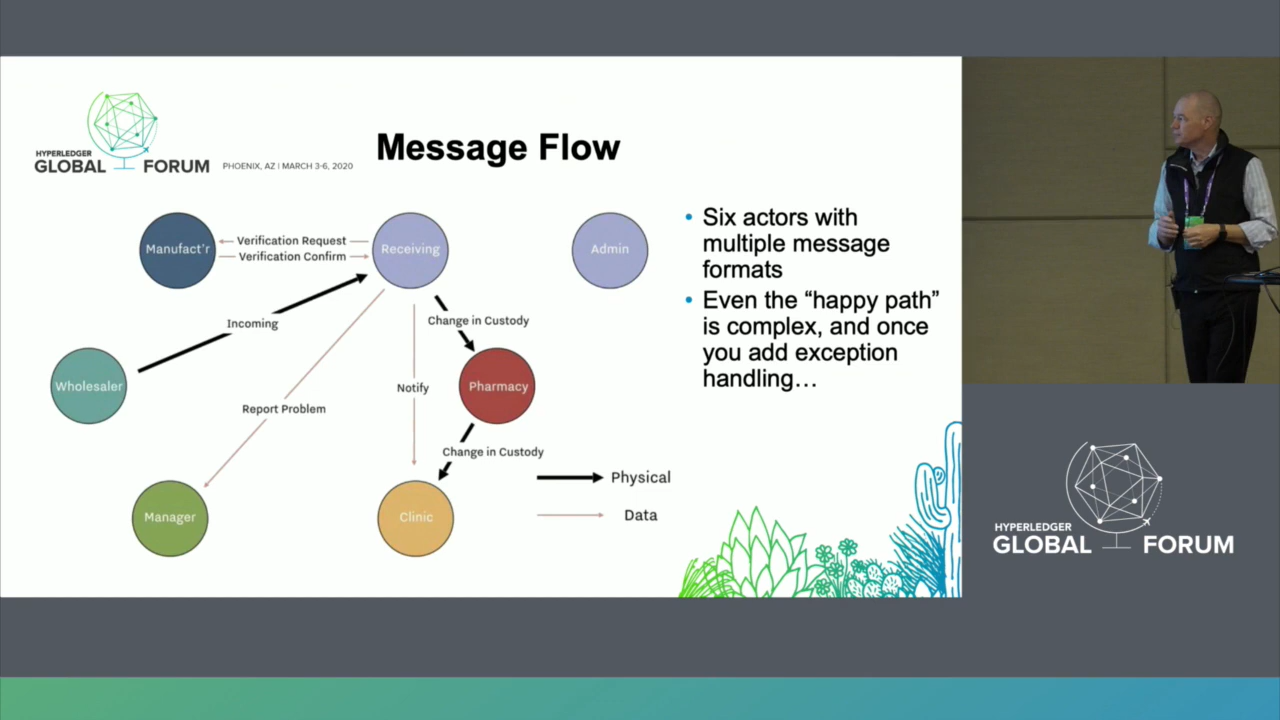 HYPERLEDGER
GLOBAL FORUM
PHOENIX, AZ | MARCH 3-6, 2020
Message Flow
Manufact'r
Verification Request
Verification Confirm
Receiving
Admin
Incoming
Change in Custody
Wholesaler
Notify
Pharmacy
Report Problem
Change in Custody
Manager
Clinic
Physical
Data
• Six actors with
multiple message
formats
• Even the “happy path”
is complex, and once
you add exception
handling…
HYPERLEDGER
GLOBAL FORUM